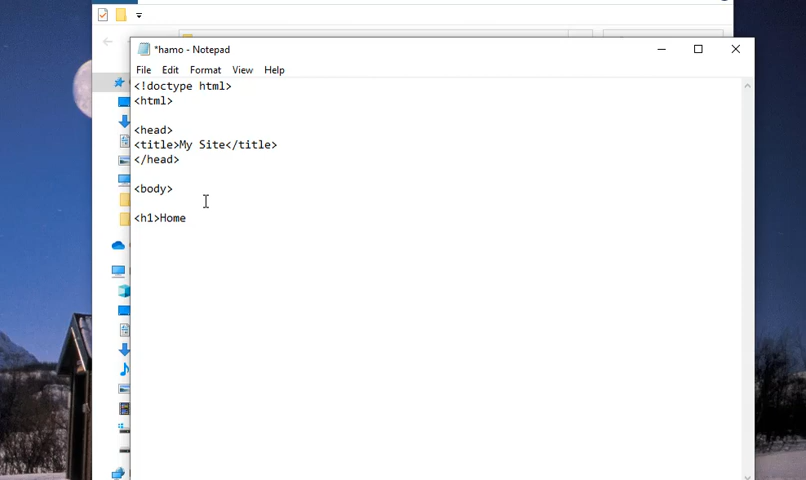 *hamo - Notepad
File Edit Format View Help
<!doctype html>
<html>
<head>
<title>My Site</title>
</head>
<body>
<h1>Home